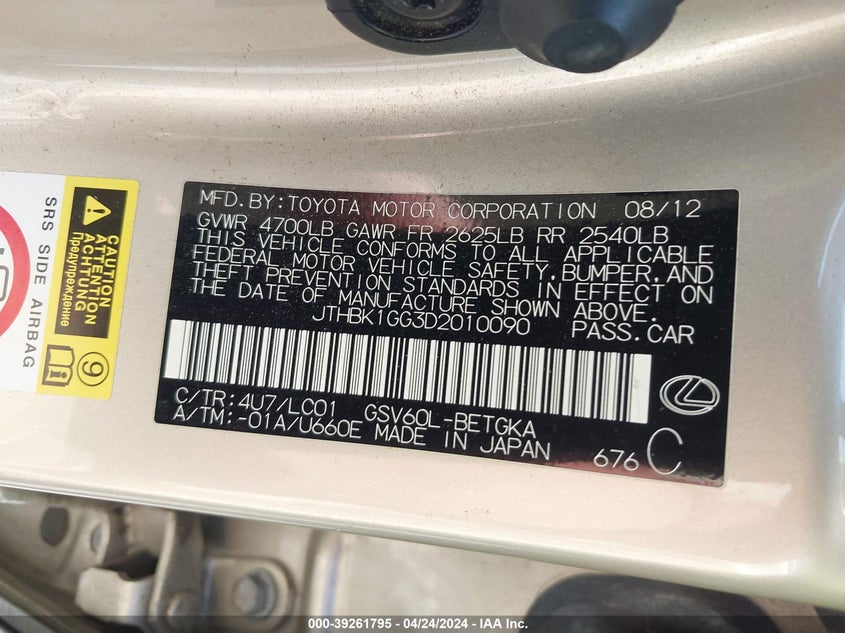 MFD.BY:TOYOTA MOTOR CORPORATION 08/12
GVWR 4700LB GAWR FR 2625LB RR 2540LB
THIS VEHICLE CONFORMS TO ALL APPLICABLE
FEDERAL MOTOR VEHICLE SAFETY,BUMPER,AND
THEFT PREVENTION STANDARDS IN EFFECT ON
THE DATE OF MANUFACTURE SHOWN ABOVE.
JTHBK1GG3D2010090 PASS.CAR
C/TR:4U7/LC01 GSV60L-BETGKA
A/TM:-01A/U660E MADE IN JAPAN
676 C
SRS SIDE AIRBAG
CAUTION
ATTENTION
ACHTUNG
Предупреждение
9
000-39261795 - 04/24/2024 - IAA Inc.